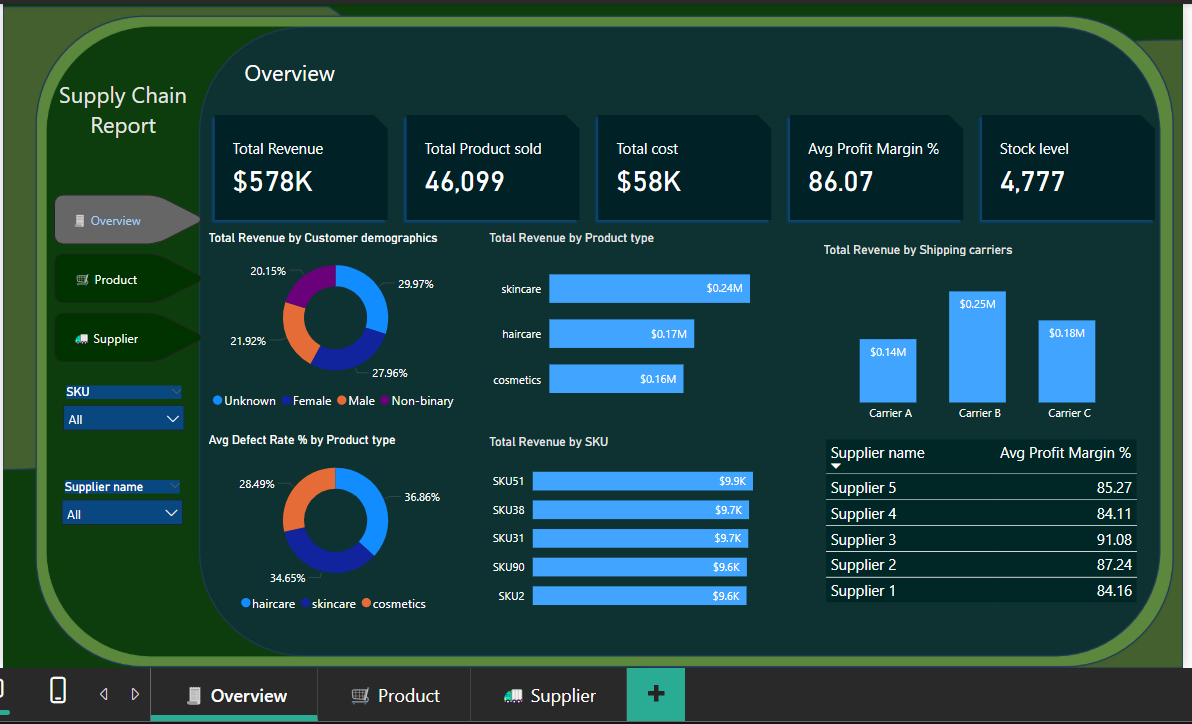 Supply Chain
Report
Overview
Product
Supplier
SKU
All
Supplier name
All
Overview
Total Revenue
$578K
Total Product sold
46,099
Total cost
$58K
Avg Profit Margin %
86.07
Stock level
4,777
Total Revenue by Customer demographics
20.15%
29.97%
21.92%
27.96%
Unknown Female Male Non-binary
Total Revenue by Product type
skincare $0.24M
haircare $0.17M
cosmetics $0.16M
Total Revenue by Shipping carriers
$0.14M
$0.25M
$0.18M
Carrier A Carrier B Carrier C
Avg Defect Rate % by Product type
28.49%
36.86%
34.65%
haircare skincare cosmetics
Total Revenue by SKU
SKU51 $9.9K
SKU38 $9.7K
SKU31 $9.7K
SKU90 $9.6K
SKU2 $9.6K
Supplier name Avg Profit Margin %
Supplier 5 85.27
Supplier 4 84.11
Supplier 3 91.08
Supplier 2 87.24
Supplier 1 84.16
Overview Product Supplier +